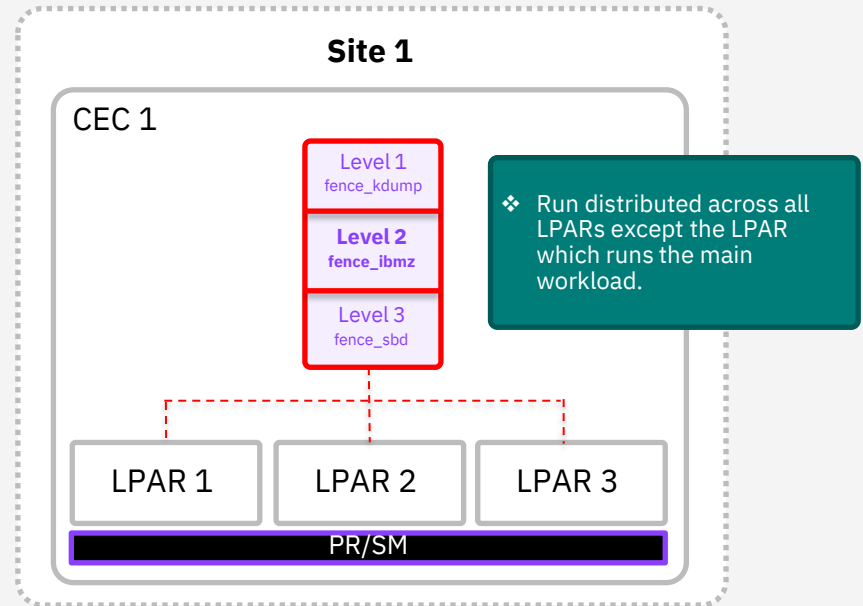 Site 1
CEC 1
Level 1
fence_kdump
Level 2
fence_ibmz
Level 3
fence_sbd
❖ Run distributed across all
LPARs except the LPAR
which runs the main
workload.
LPAR 1
LPAR 2
LPAR 3
PR/SM